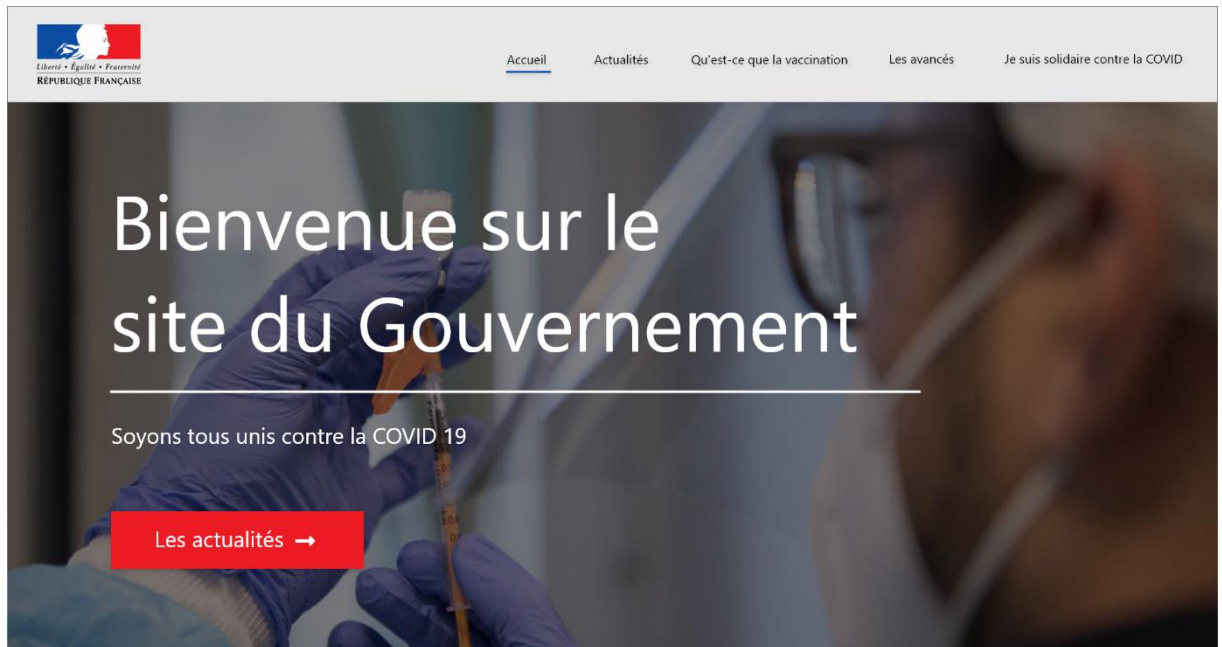 Liberté • Égalité • Fraternité
RÉPUBLIQUE FRANÇAISE
Accueil Actualités Qu'est-ce que la vaccination Les avancés Je suis solidaire contre la COVID
Bienvenue sur le
site du Gouvernement
Soyons tous unis contre la COVID 19
Les actualités →